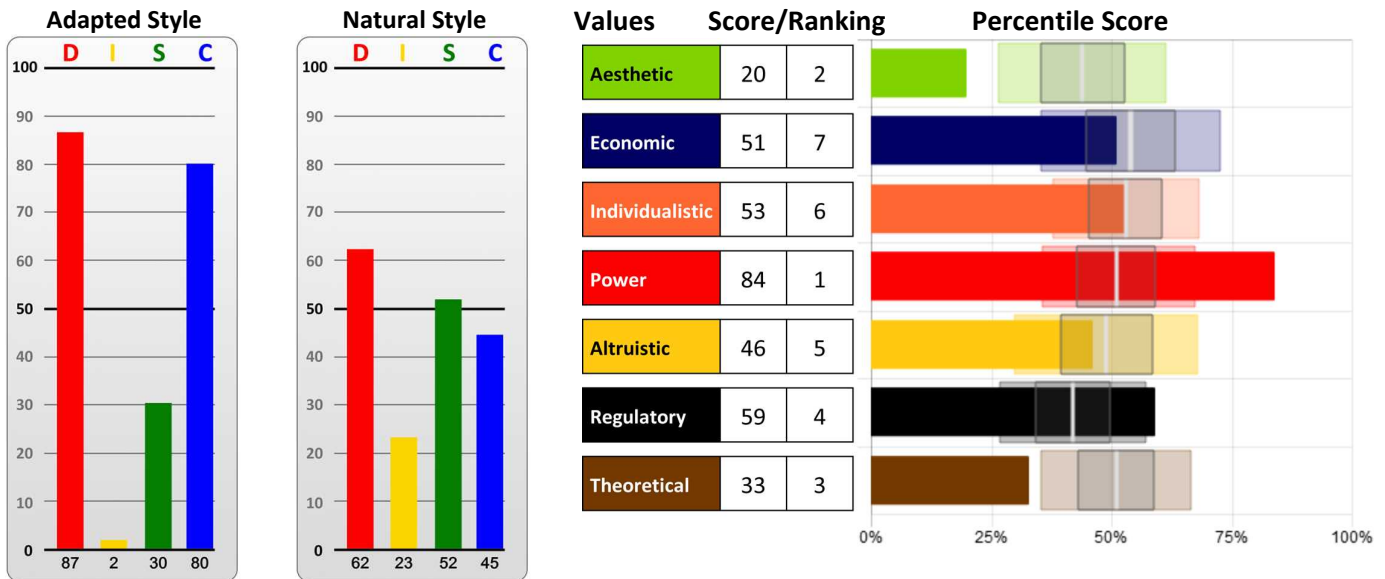 Adapted Style
D I S C
100
90
80
70
60
50
40
30
20
10
0
87 2 30 80
Natural Style
D I S C
100
90
80
70
60
50
40
30
20
10
0
62 23 52 45
Values Score/Ranking Percentile Score
Aesthetic 20 2
Economic 51 7
Individualistic 53 6
Power 84 1
Altruistic 46 5
Regulatory 59 4
Theoretical 33 3
0% 25% 50% 75% 100%